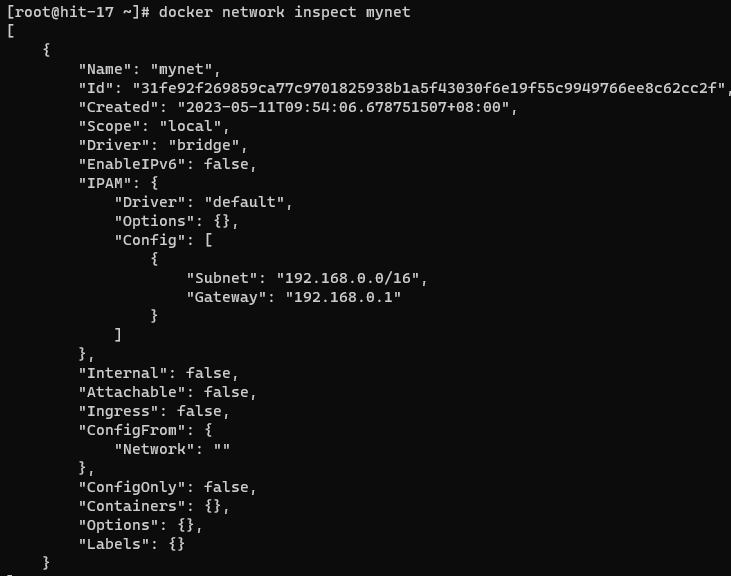 [root@hit-17 ~]# docker network inspect mynet
[
    {
        "Name": "mynet",
        "Id": "31fe92f269859ca77c9701825938b1a5f43030f6e19f55c9949766ee8c62cc2f",
        "Created": "2023-05-11T09:54:06.678751507+08:00",
        "Scope": "local",
        "Driver": "bridge",
        "EnableIPv6": false,
        "IPAM": {
            "Driver": "default",
            "Options": {},
            "Config": [
                {
                    "Subnet": "192.168.0.0/16",
                    "Gateway": "192.168.0.1"
                }
            ]
        },
        "Internal": false,
        "Attachable": false,
        "Ingress": false,
        "ConfigFrom": {
            "Network": ""
        },
        "ConfigOnly": false,
        "Containers": {},
        "Options": {},
        "Labels": {}
    }